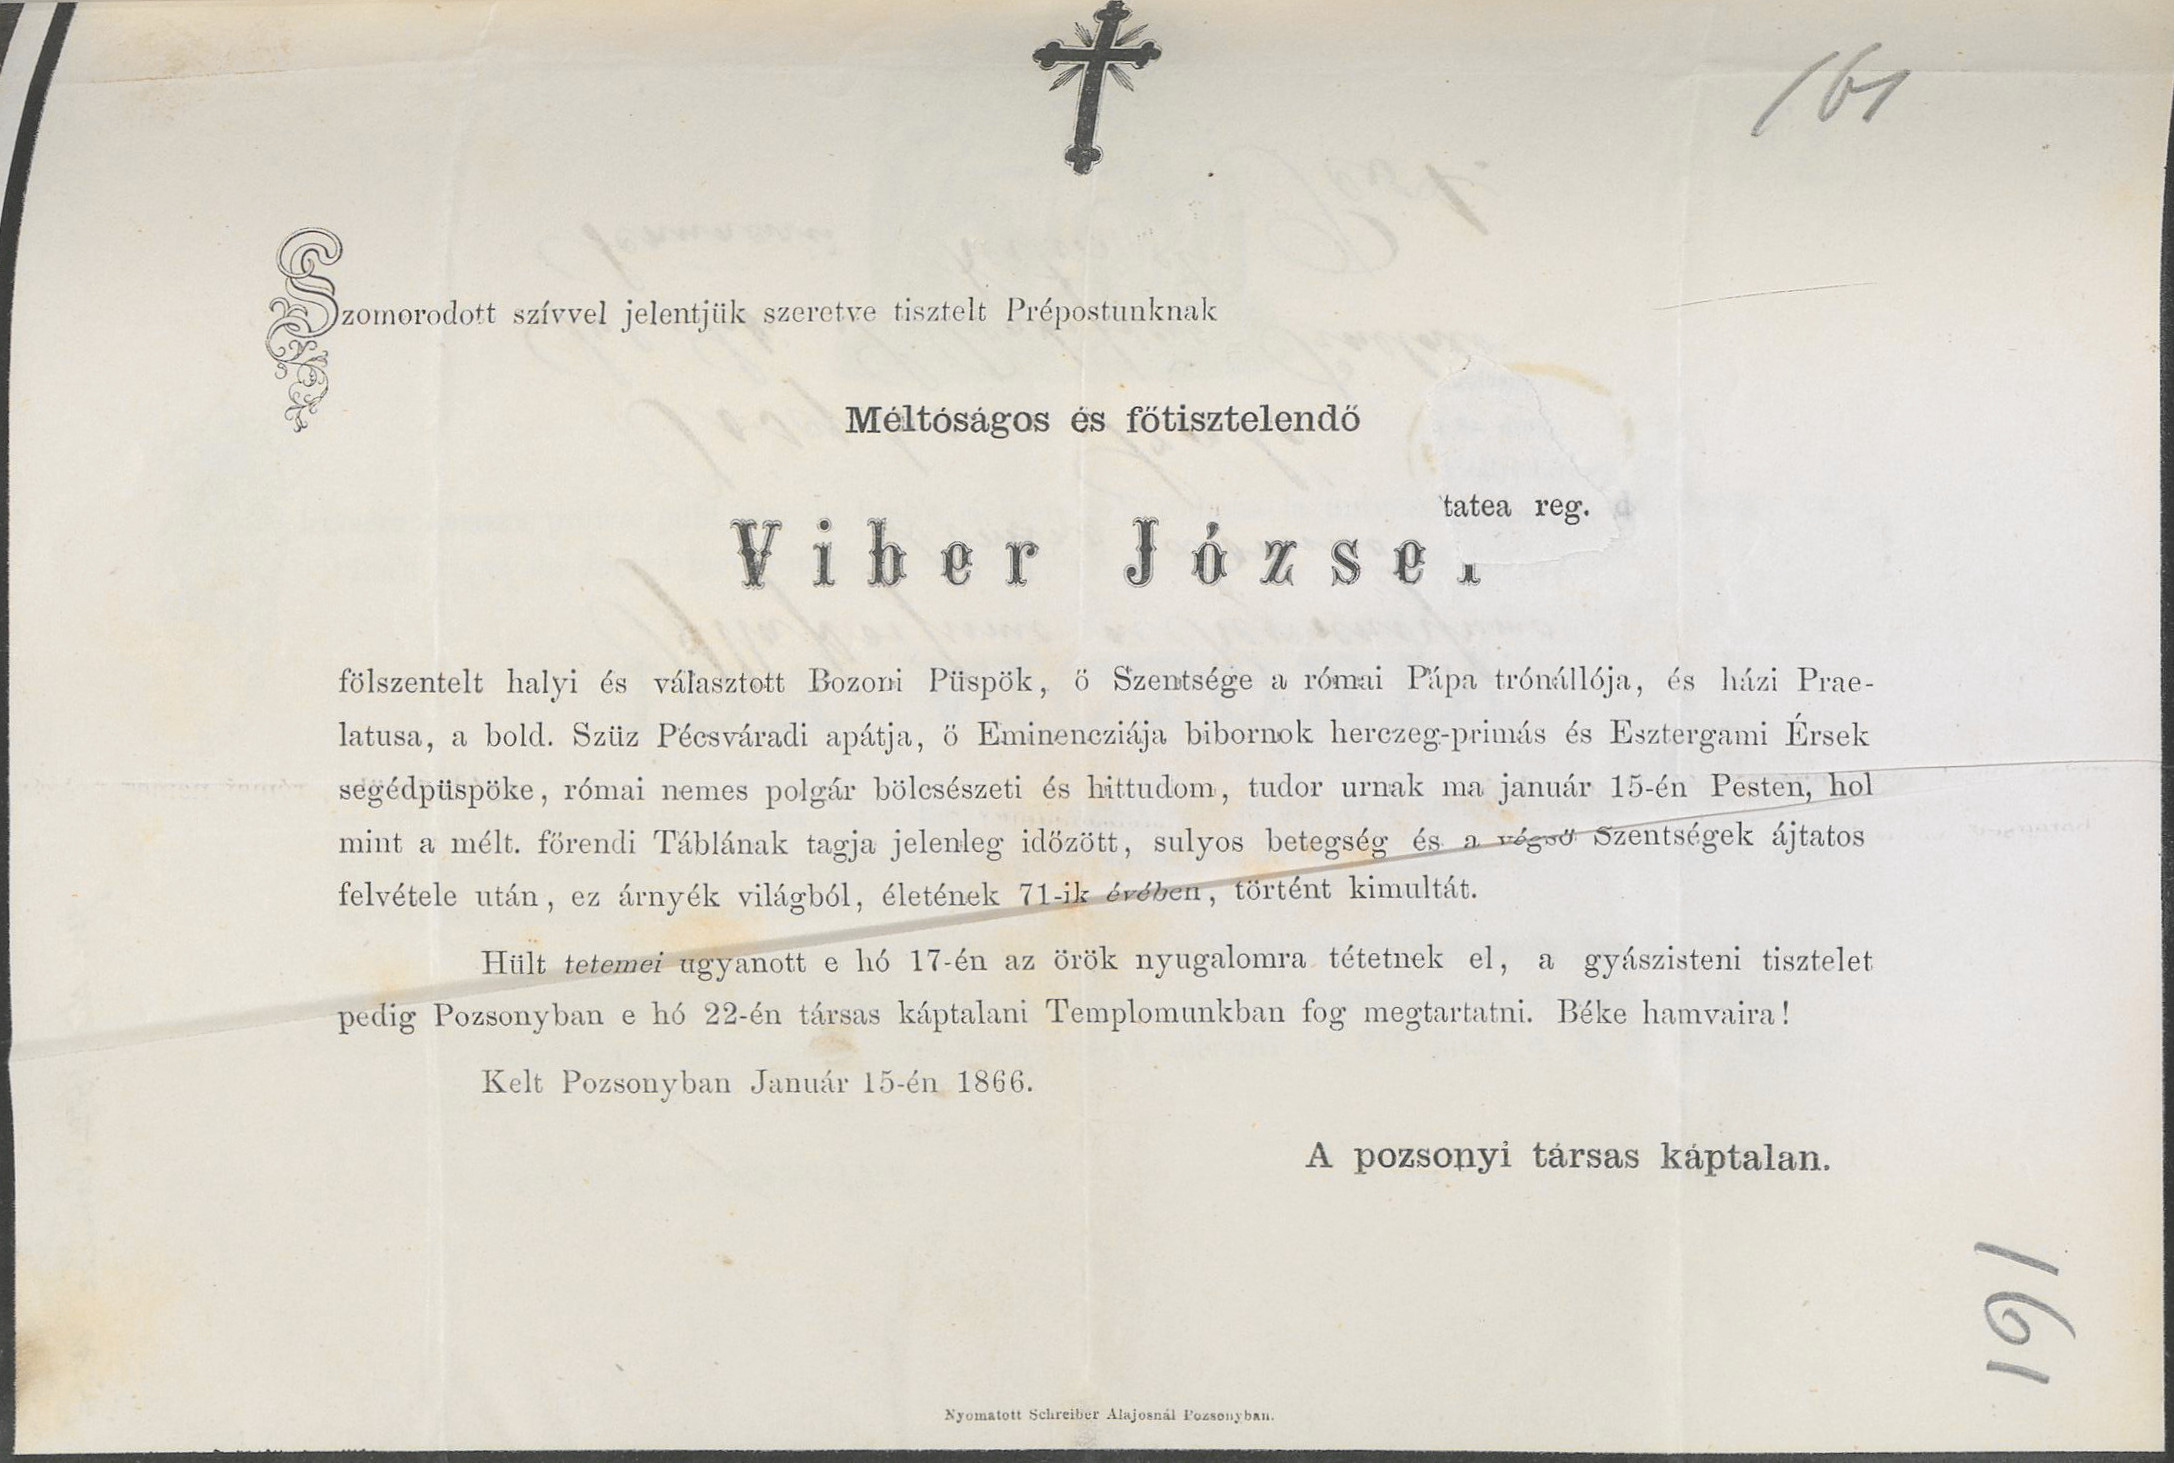 161
Szomorodott szívvel jelentjük szeretve tisztelt Prépostunknak
Méltóságos és főtisztelendő
tatea reg.
Viber József
fölszentelt halyi és választott Bozoni Püspök, ő Szentsége a római Pápa trónállója, és házi Prae-
latusa, a bold. Szüz Pécsváradi apátja, ő Eminencziája bibornok herczeg-primás és Esztergami Érsek
segédpüspöke, római nemes polgár bölcsészeti és hittudom, tudor urnak ma január 15-én Pesten, hol
mint a mélt. főrendi Táblának tagja jelenleg időzött, sulyos betegség és a végső Szentségek ájtatos
felvétele után, ez árnyék világból, életének 71-ik évében, történt kimultát.
Hült tetemei ugyanott e hó 17-én az örök nyugalomra tétetnek el, a gyászisteni tisztelet
pedig Pozsonyban e hó 22-én társas káptalani Templomunkban fog megtartatni. Béke hamvaira!
Kelt Pozsonyban Január 15-én 1866.
A pozsonyi társas káptalan.
161
Nyomatott Schreiber Alajosnál Pozsonyban.